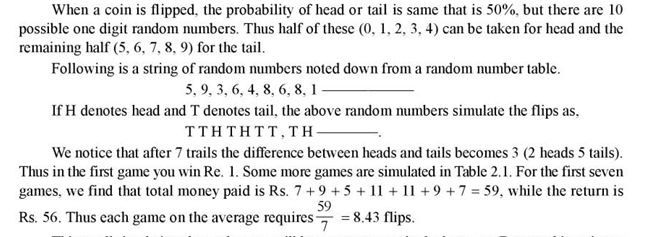 When a coin is flipped, the probability of head or tail is same that is 50%, but there are 10
possible one digit random numbers. Thus half of these (0, 1, 2, 3, 4) can be taken for head and the
remaining half (5, 6, 7, 8, 9) for the tail.
Following is a string of random numbers noted down from a random number table.
5, 9, 3, 6, 4, 8, 6, 8, 1 ————
If H denotes head and T denotes tail, the above random numbers simulate the flips as,
T T H T H T T , T H ————.
We notice that after 7 trails the difference between heads and tails becomes 3 (2 heads 5 tails).
Thus in the first game you win Re. 1. Some more games are simulated in Table 2.1. For the first seven
games, we find that total money paid is Rs. 7 + 9 + 5 + 11 + 11 + 9 + 7 = 59, while the return is
Rs. 56. Thus each game on the average requires 59/7 = 8.43 flips.